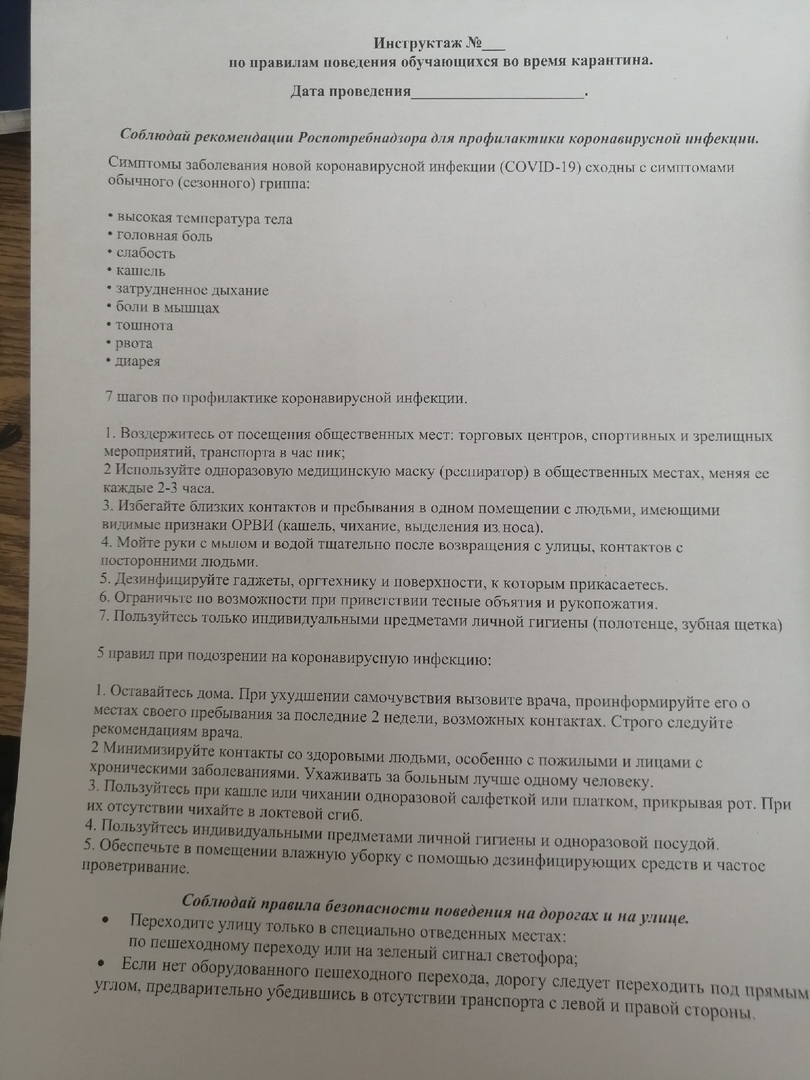 Инструктаж №___
по правилам поведения обучающихся во время карантина.
Дата проведения______________________.
Соблюдай рекомендации Роспотребнадзора для профилактики коронавирусной инфекции.
Симптомы заболевания новой коронавирусной инфекции (COVID-19) сходны с симптомами
обычного (сезонного) гриппа:
• высокая температура тела
• головная боль
• слабость
• кашель
• затрудненное дыхание
• боли в мышцах
• тошнота
• рвота
• диарея
7 шагов по профилактике коронавирусной инфекции.
1. Воздержитесь от посещения общественных мест: торговых центров, спортивных и зрелищных
мероприятий, транспорта в час пик;
2 Используйте одноразовую медицинскую маску (респиратор) в общественных местах, меняя ее
каждые 2-3 часа.
3. Избегайте близких контактов и пребывания в одном помещении с людьми, имеющими
видимые признаки ОРВИ (кашель, чихание, выделения из носа).
4. Мойте руки с мылом и водой тщательно после возвращения с улицы, контактов с
посторонними людьми.
5. Дезинфицируйте гаджеты, оргтехнику и поверхности, к которым прикасаетесь.
6. Ограничьте по возможности при приветствии тесные объятия и рукопожатия.
7. Пользуйтесь только индивидуальными предметами личной гигиены (полотенце, зубная щетка)
5 правил при подозрении на коронавирусную инфекцию:
1. Оставайтесь дома. При ухудшении самочувствия вызовите врача, проинформируйте его о
местах своего пребывания за последние 2 недели, возможных контактах. Строго следуйте
рекомендациям врача.
2 Минимизируйте контакты со здоровыми людьми, особенно с пожилыми и лицами с
хроническими заболеваниями. Ухаживать за больным лучше одному человеку.
3. Пользуйтесь при кашле или чихании одноразовой салфеткой или платком, прикрывая рот. При
их отсутствии чихайте в локтевой сгиб.
4. Пользуйтесь индивидуальными предметами личной гигиены и одноразовой посудой.
5. Обеспечьте в помещении влажную уборку с помощью дезинфицирующих средств и частое
проветривание.
Соблюдай правила безопасности поведения на дорогах и на улице.
• Переходите улицу только в специально отведенных местах:
по пешеходному переходу или на зеленый сигнал светофора;
• Если нет оборудованного пешеходного перехода, дорогу следует переходить под прямым
углом, предварительно убедившись в отсутствии транспорта с левой и правой стороны.